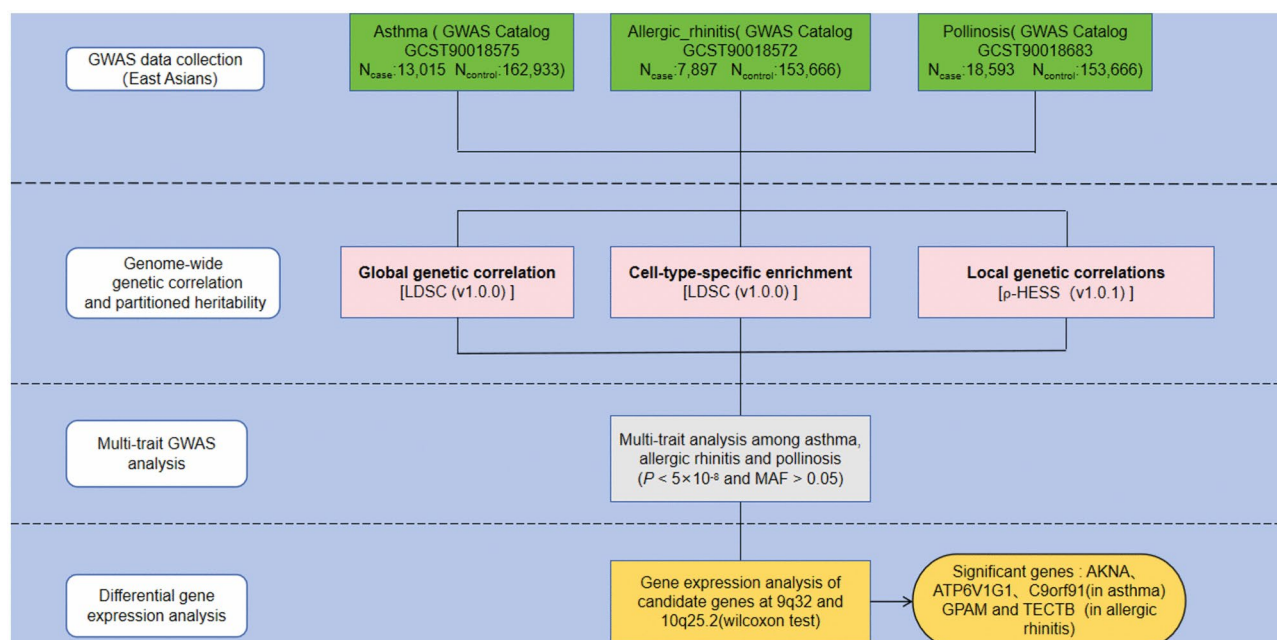 GWAS data collection
(East Asians)
Asthma ( GWAS Catalog
GCST90018575
Ncase:13,015 Ncontrol:162,933)
Allergic_rhinitis( GWAS Catalog
GCST90018572
Ncase:7,897 Ncontrol:153,666)
Pollinosis( GWAS Catalog
GCST90018683
Ncase:18,593 Ncontrol:153,666)
Genome-wide
genetic correlation
and partitioned heritability
Global genetic correlation
[LDSC (v1.0.0) ]
Cell-type-specific enrichment
[LDSC (v1.0.0) ]
Local genetic correlations
[ρ-HESS (v1.0.1) ]
Multi-trait GWAS
analysis
Multi-trait analysis among asthma,
allergic rhinitis and pollinosis
(P < 5×10⁻⁸ and MAF > 0.05)
Differential gene
expression analysis
Gene expression analysis of
candidate genes at 9q32 and
10q25.2(wilcoxon test)
Significant genes : AKNA、
ATP6V1G1、C9orf91(in asthma)
GPAM and TECTB (in allergic
rhinitis)